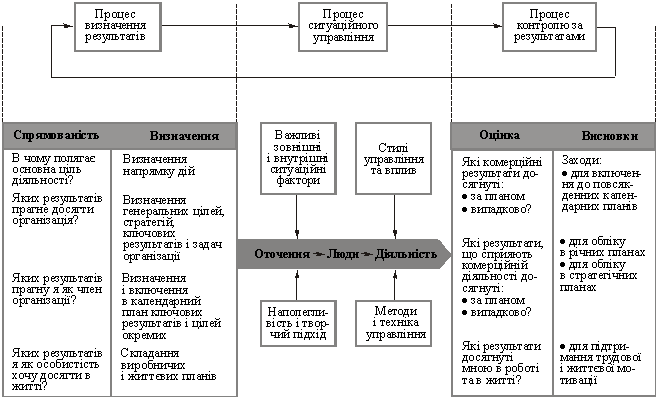 Процес
визначення
результатів
Процес
ситуаційного
управління
Процес
контролю за
результатами
Спрямованість
Визначення
В чому полягає
основна ціль
діяльності?
Визначення
напрямку дій
Яких результатів
прагне досягти
організація?
Визначення
генеральних цілей,
стратегій,
ключових
результатів і задач
організації
Яких результатів
прагну я як член
організації?
Визначення
і включення
в календарний
план ключових
результатів і цілей
окремих
Яких результатів
я як особистість
хочу досягти в
житті?
Складання
виробничих
і життєвих планів
Важливі
зовнішні
і внутрішні
ситуаційні
фактори
Стилі
управління
та вплив
Оточення Люди Діяльність
Наполегли-
вість і твор-
чий підхід
Методи
і техніка
управління
Оцінка
Висновки
Які комерційні
результати до-
сягнуті:
● за планом
● випадково?
Заходи:
● для включен-
ня до повсяк-
денних кален-
дарних планів
Які результати,
що сприяють
комерційній
діяльності до-
сягнуті:
● за планом
● випадково?
● для обліку
в річних планах
● для обліку
в стратегічних
планах
Які результати
досягнуті
мною в роботі
та в житті?
● для підтри-
мання трудової
і життєвої мо-
тивації